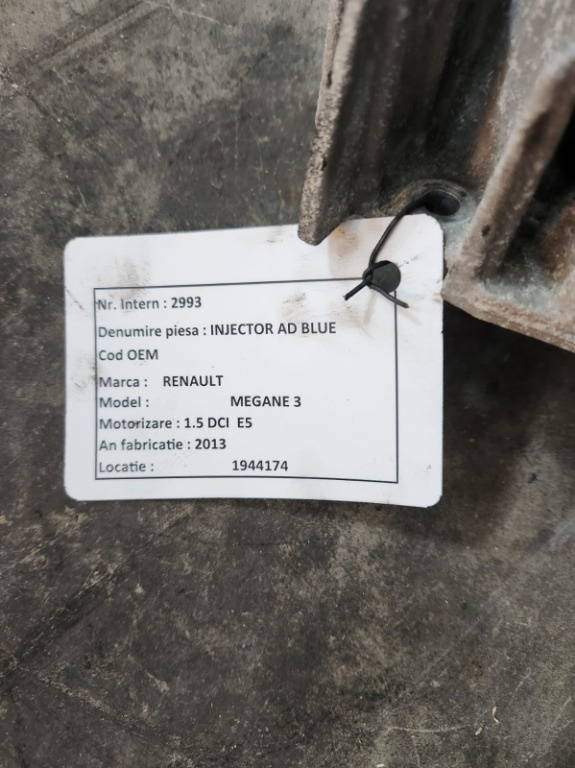 Nr. Intern : 2993
Denumire piesa : INJECTOR AD BLUE
Cod OEM
Marca : RENAULT
Model : MEGANE 3
Motorizare : 1.5 DCI E5
An fabricatie : 2013
Locatie : 1944174